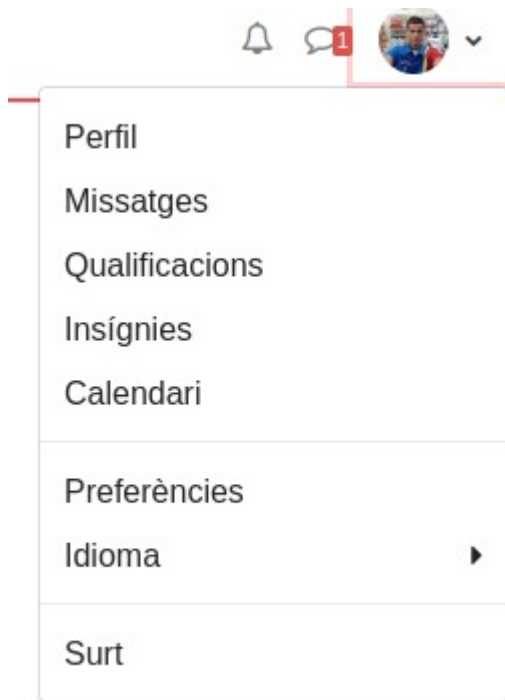 1
Perfil
Missatges
Qualificacions
Insígnies
Calendari
Preferències
Idioma
Surt